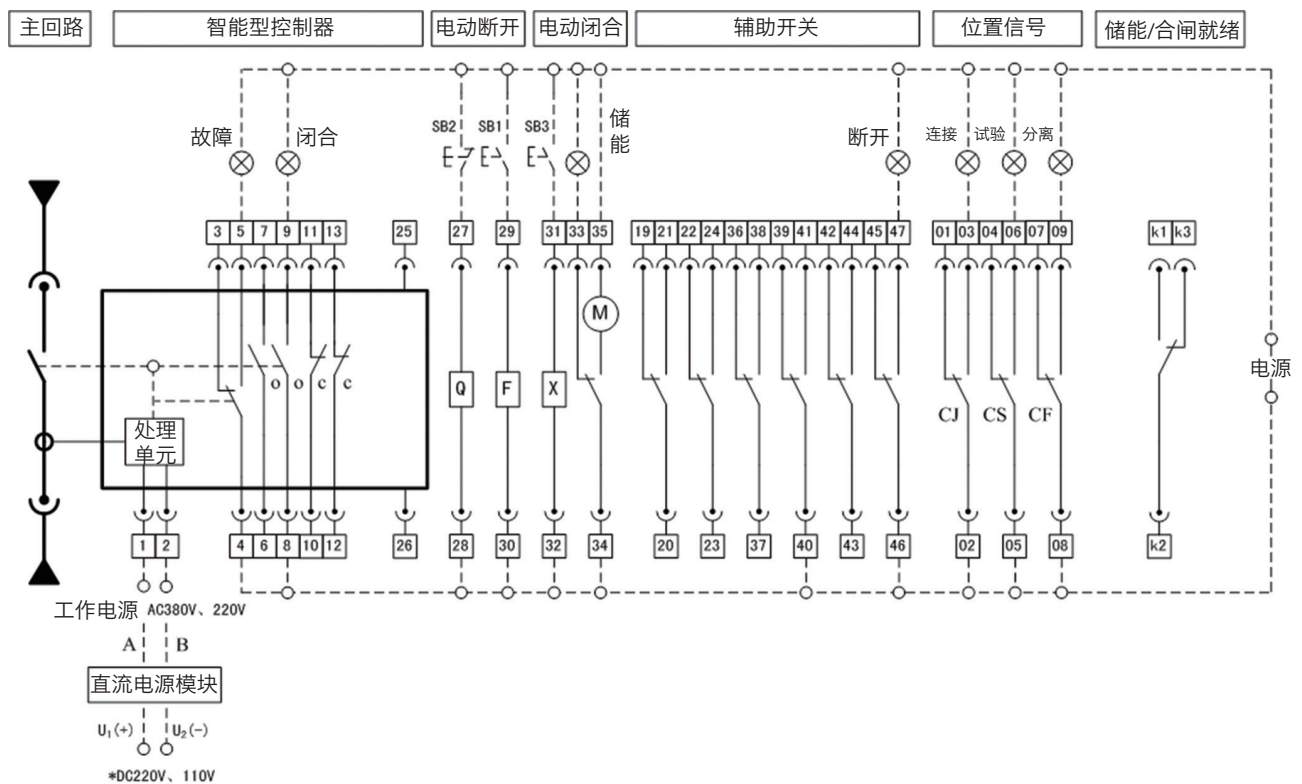 主回路 智能型控制器 电动断开 电动闭合 辅助开关 位置信号 储能/合闸就绪
故障 闭合 SB2 SB1 SB3 储能 断开 连接 试验 分离
3 5 7 9 11 13 25 27 29 31 33 35 19 21 22 24 36 38 39 41 42 44 45 47 01 03 04 06 07 09 k1 k3
M
电源
o o c c Q F X
CJ CS CF
处理
单元
1 2 4 6 8 10 12 26 28 30 32 34 20 23 37 40 43 46 02 05 08 k2
工作电源 AC380V、220V
A B
直流电源模块
U₁(+) U₂(-)
*DC220V、110V